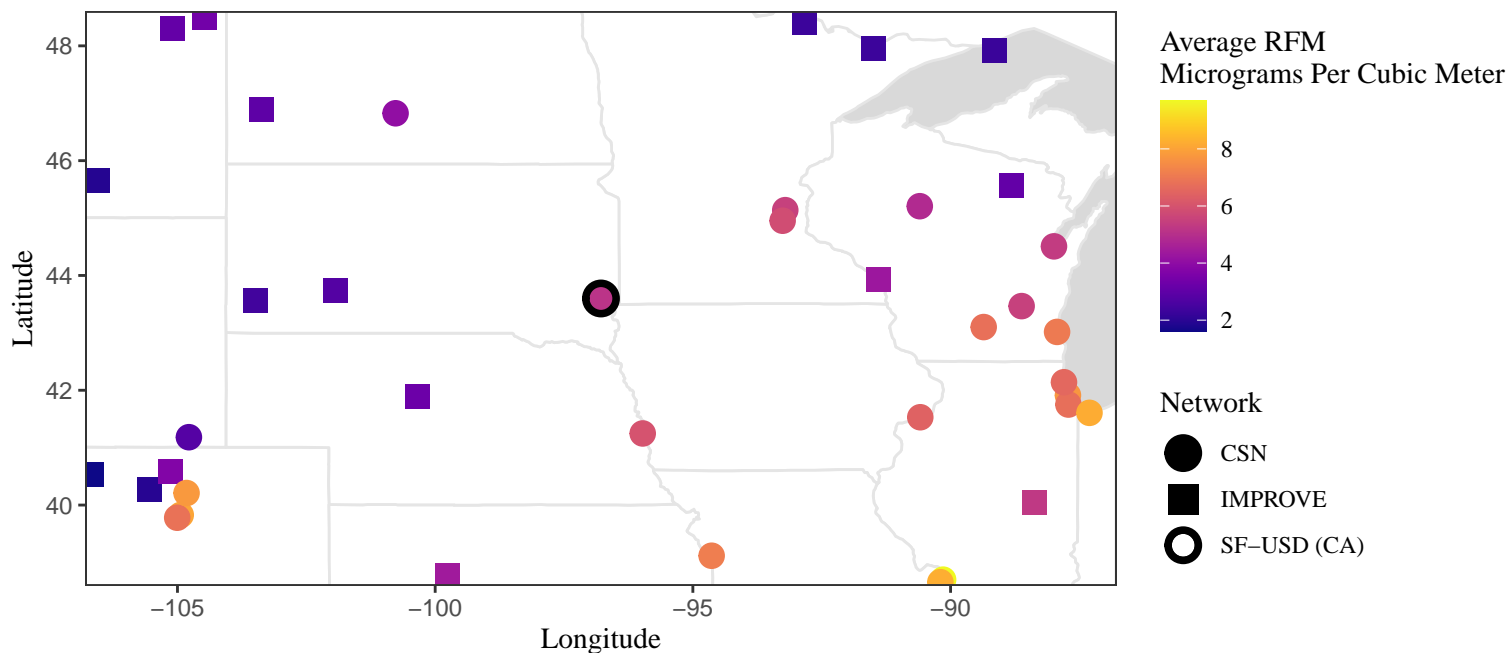 48
46
44
42
40
Latitude
−105
−100
−95
−90
Longitude
Average RFM
Micrograms Per Cubic Meter
8
6
4
2
Network
CSN
IMPROVE
SF−USD (CA)